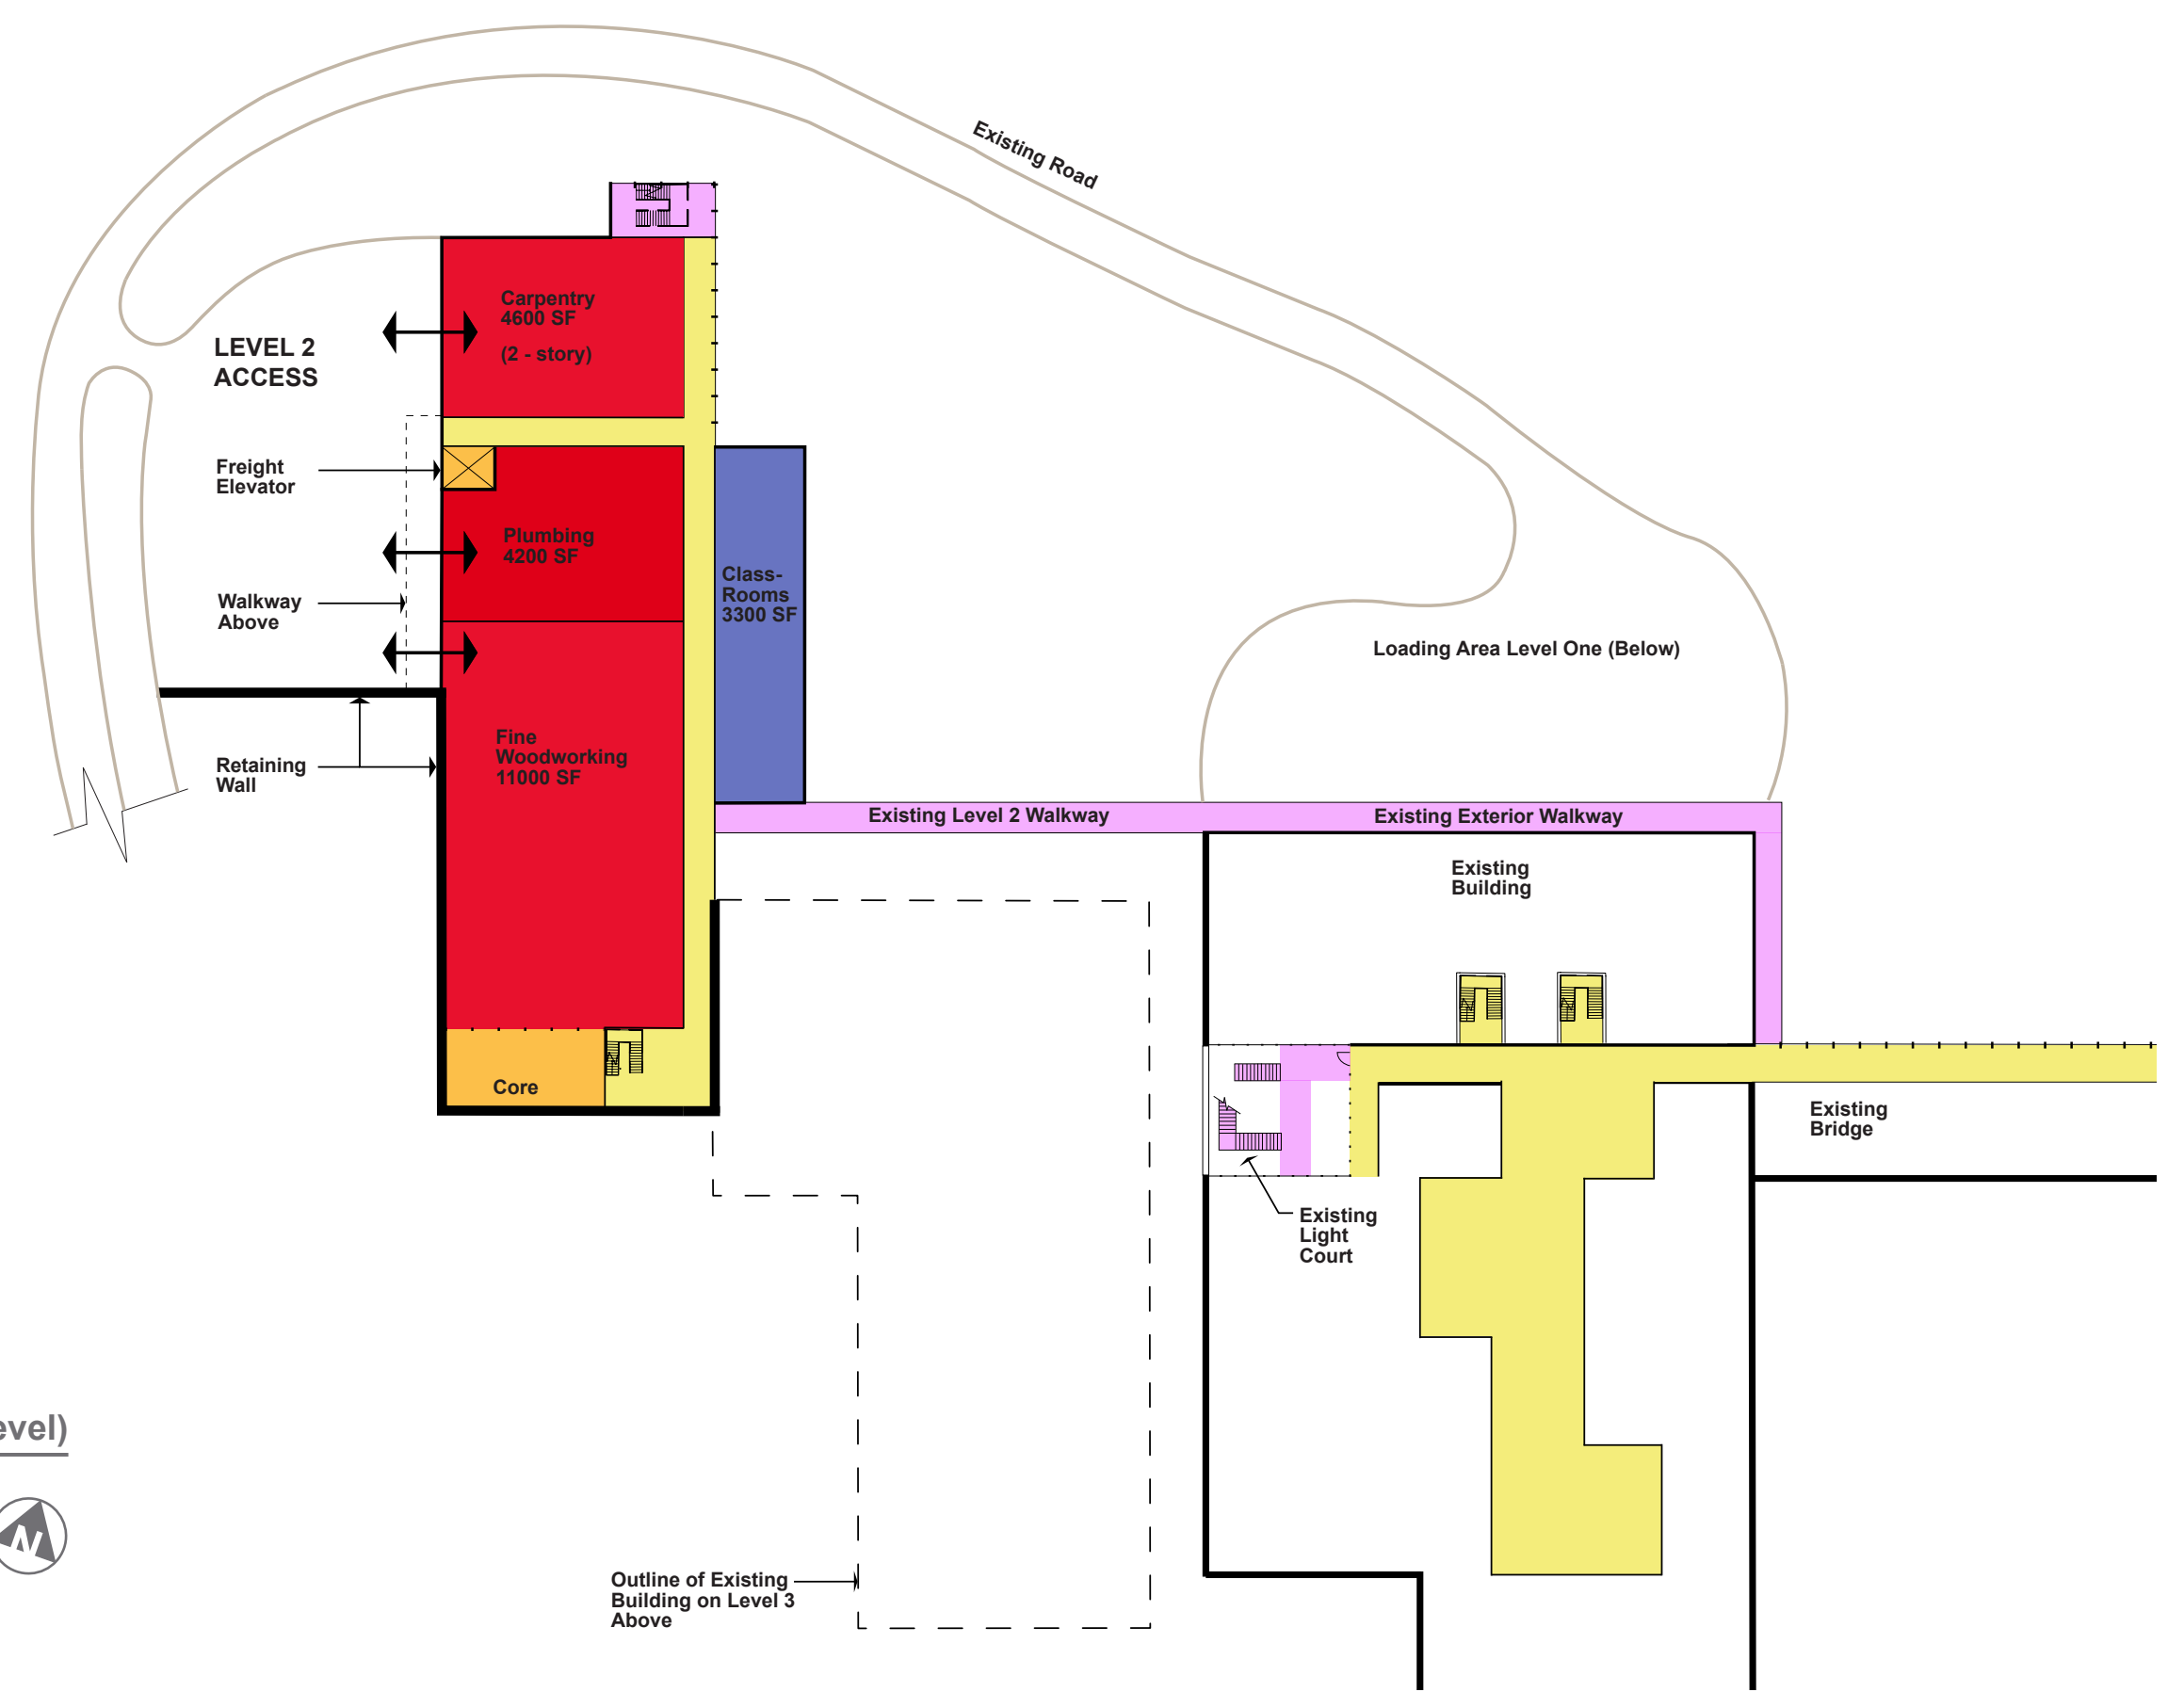 Existing Road
Carpentry
4600 SF
(2 - story)
LEVEL 2
ACCESS
Freight
Elevator
Plumbing
4200 SF
Class-
Rooms
3300 SF
Walkway
Above
Loading Area Level One (Below)
Fine
Woodworking
11000 SF
Retaining
Wall
Existing Level 2 Walkway
Existing Exterior Walkway
Existing
Building
Core
Existing
Bridge
Existing
Light
Court
evel)
N
Outline of Existing
Building on Level 3
Above